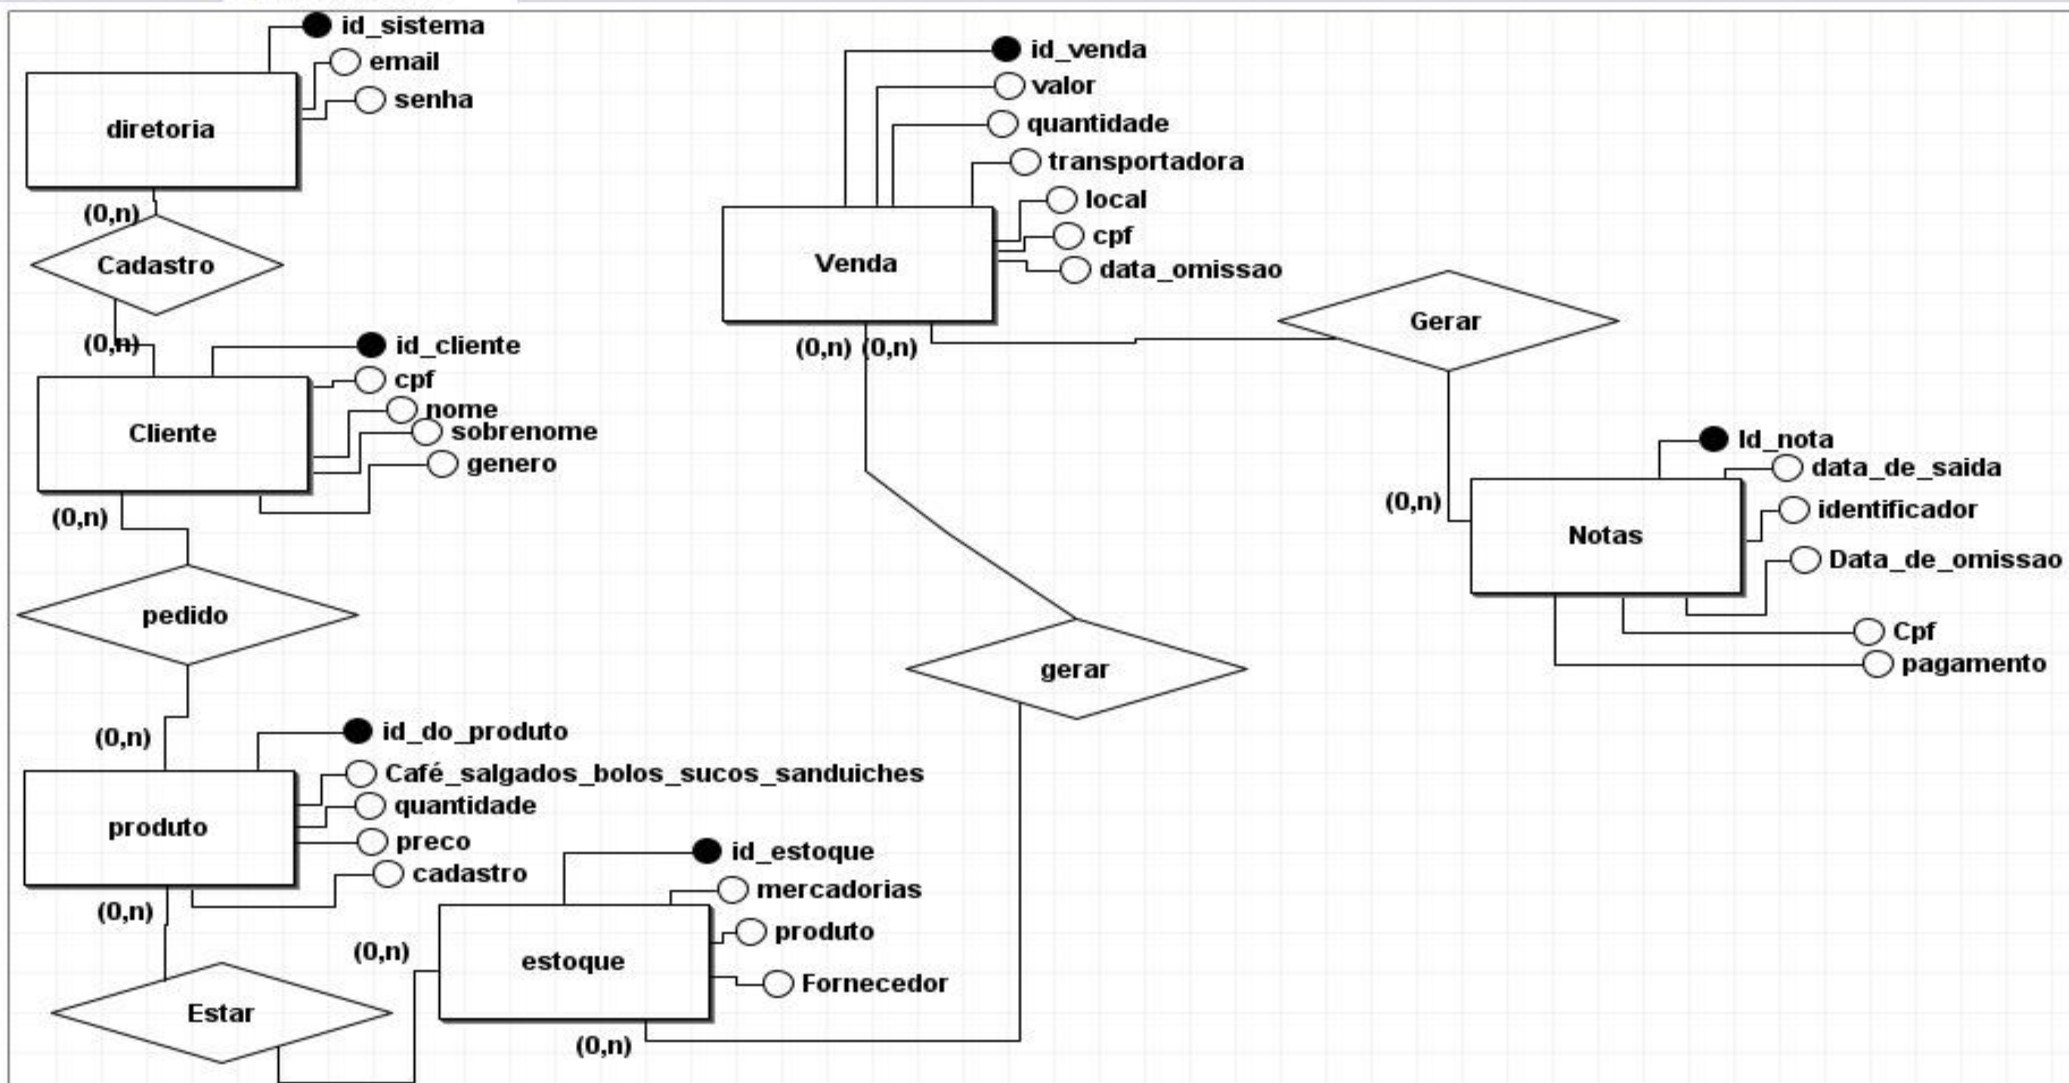 id_sistema
email
senha
diretoria
(0,n)
Cadastro
(0,n)
id_cliente
cpf
nome
sobrenome
genero
Cliente
(0,n)
pedido
(0,n)
id_do_produto
Café_salgados_bolos_sucos_sanduiches
quantidade
preco
cadastro
produto
(0,n)
Estar
(0,n)
id_estoque
mercadorias
produto
Fornecedor
estoque
(0,n)
gerar
id_venda
valor
quantidade
transportadora
local
cpf
data_omissao
Venda
(0,n) (0,n)
Gerar
(0,n)
Id_nota
data_de_saida
identificador
Data_de_omissao
Cpf
pagamento
Notas